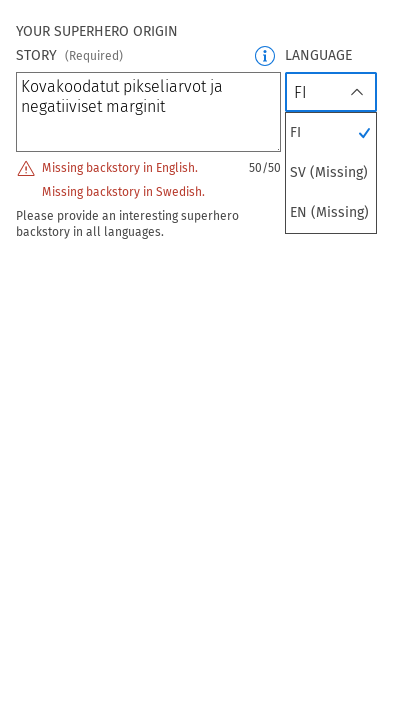 YOUR SUPERHERO ORIGIN
STORY (Required)
LANGUAGE
Kovakoodatut pikseliarvot ja
negatiiviset marginit
FI
FI
SV (Missing)
EN (Missing)
Missing backstory in English.
50/50
Missing backstory in Swedish.
Please provide an interesting superhero
backstory in all languages.